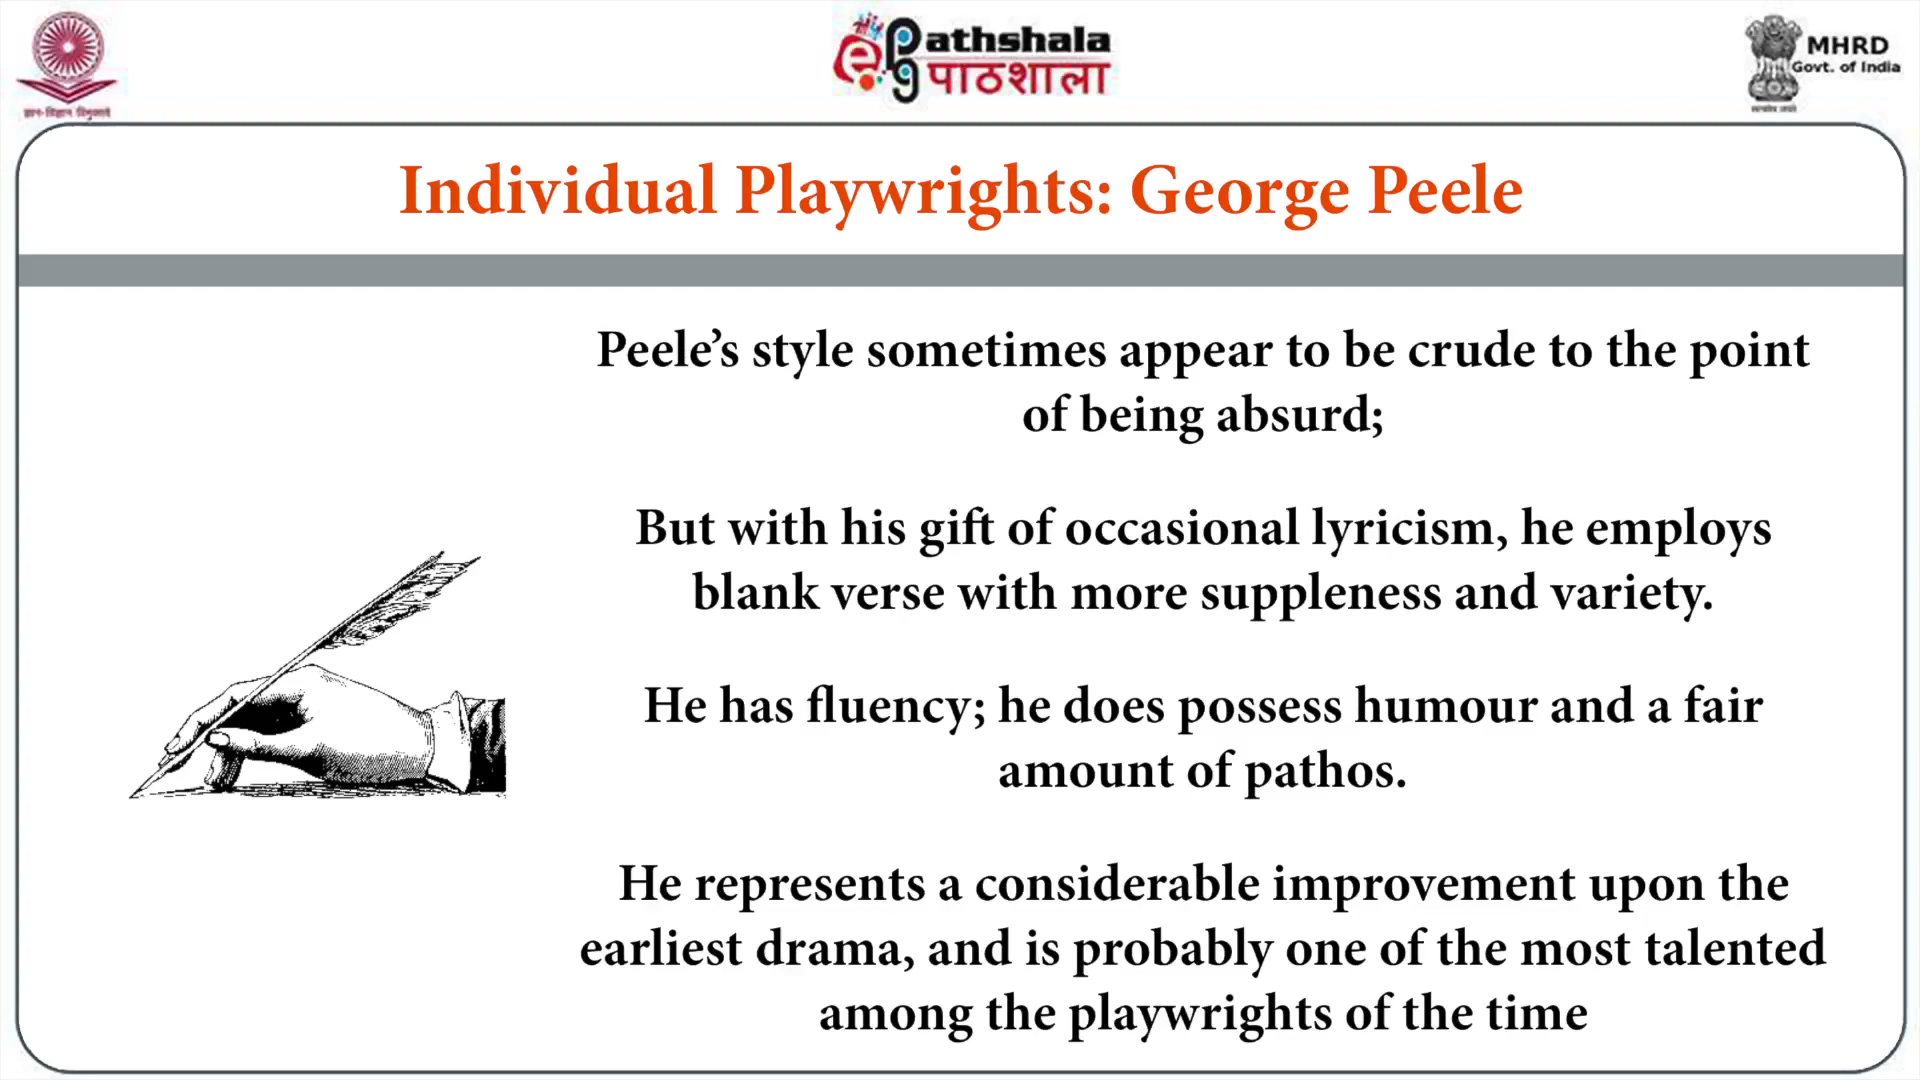 Pathshala
पाठशाला
MHRD
Govt. of India
Individual Playwrights: George Peele
Peele’s style sometimes appear to be crude to the point
of being absurd;
But with his gift of occasional lyricism, he employs
blank verse with more suppleness and variety.
He has fluency; he does possess humour and a fair
amount of pathos.
He represents a considerable improvement upon the
earliest drama, and is probably one of the most talented
among the playwrights of the time